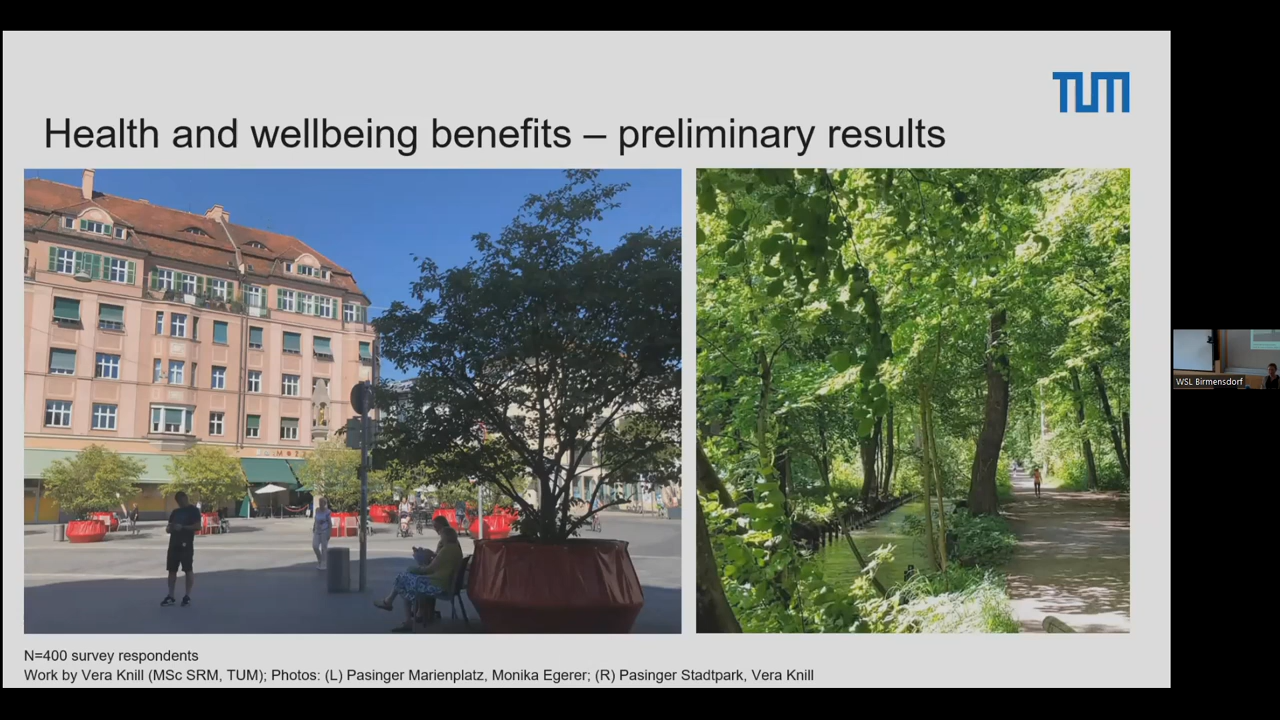 TUM
Health and wellbeing benefits – preliminary results
N=400 survey respondents
Work by Vera Knill (MSc SRM, TUM); Photos: (L) Pasinger Marienplatz, Monika Egerer; (R) Pasinger Stadtpark, Vera Knill
WSL Birmensdorf